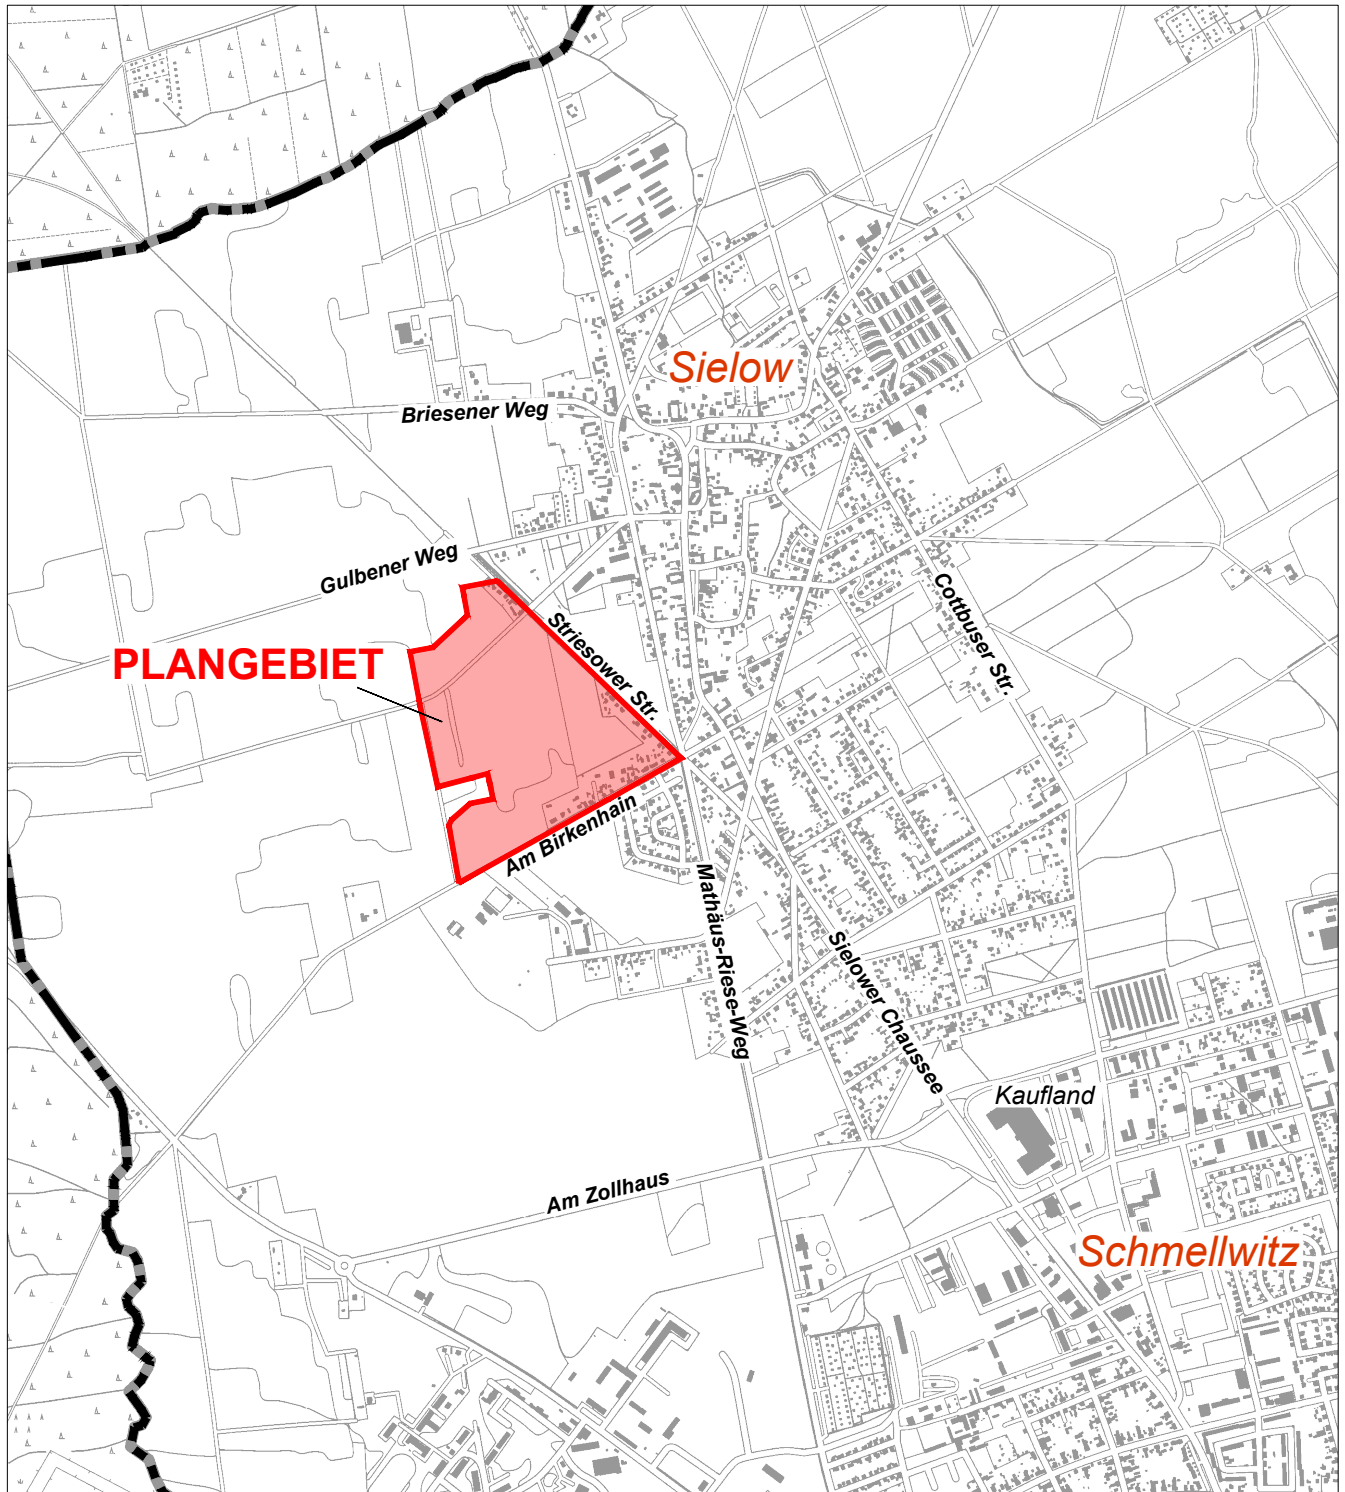 Sielow
Briesener Weg
Gulbener Weg
Cottbuser Str.
Striesower Str.
PLANGEBIET
Am Birkenhain
Mathäus-Riese-Weg
Sielower Chaussee
Kaufland
Am Zollhaus
Schmellwitz